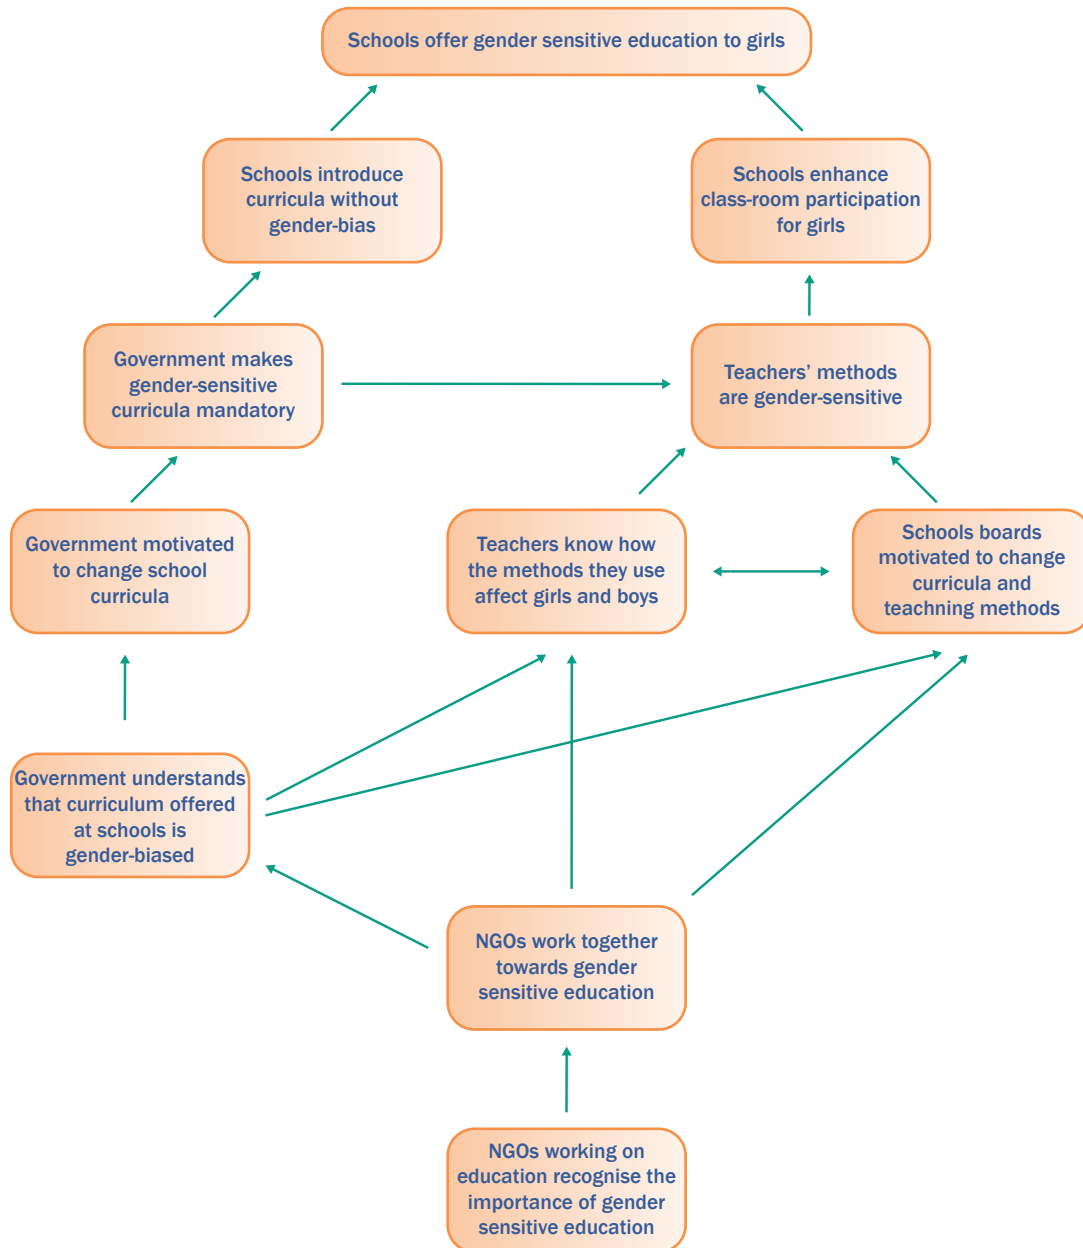 Schools offer gender sensitive education to girls
Schools introduce
curricula without
gender-bias
Schools enhance
class-room participation
for girls
Government makes
gender-sensitive
curricula mandatory
Teachers’ methods
are gender-sensitive
Government motivated
to change school
curricula
Teachers know how
the methods they use
affect girls and boys
Schools boards
motivated to change
curricula and
teachning methods
Government understands
that curriculum offered
at schools is
gender-biased
NGOs work together
towards gender
sensitive education
NGOs working on
education recognise the
importance of gender
sensitive education